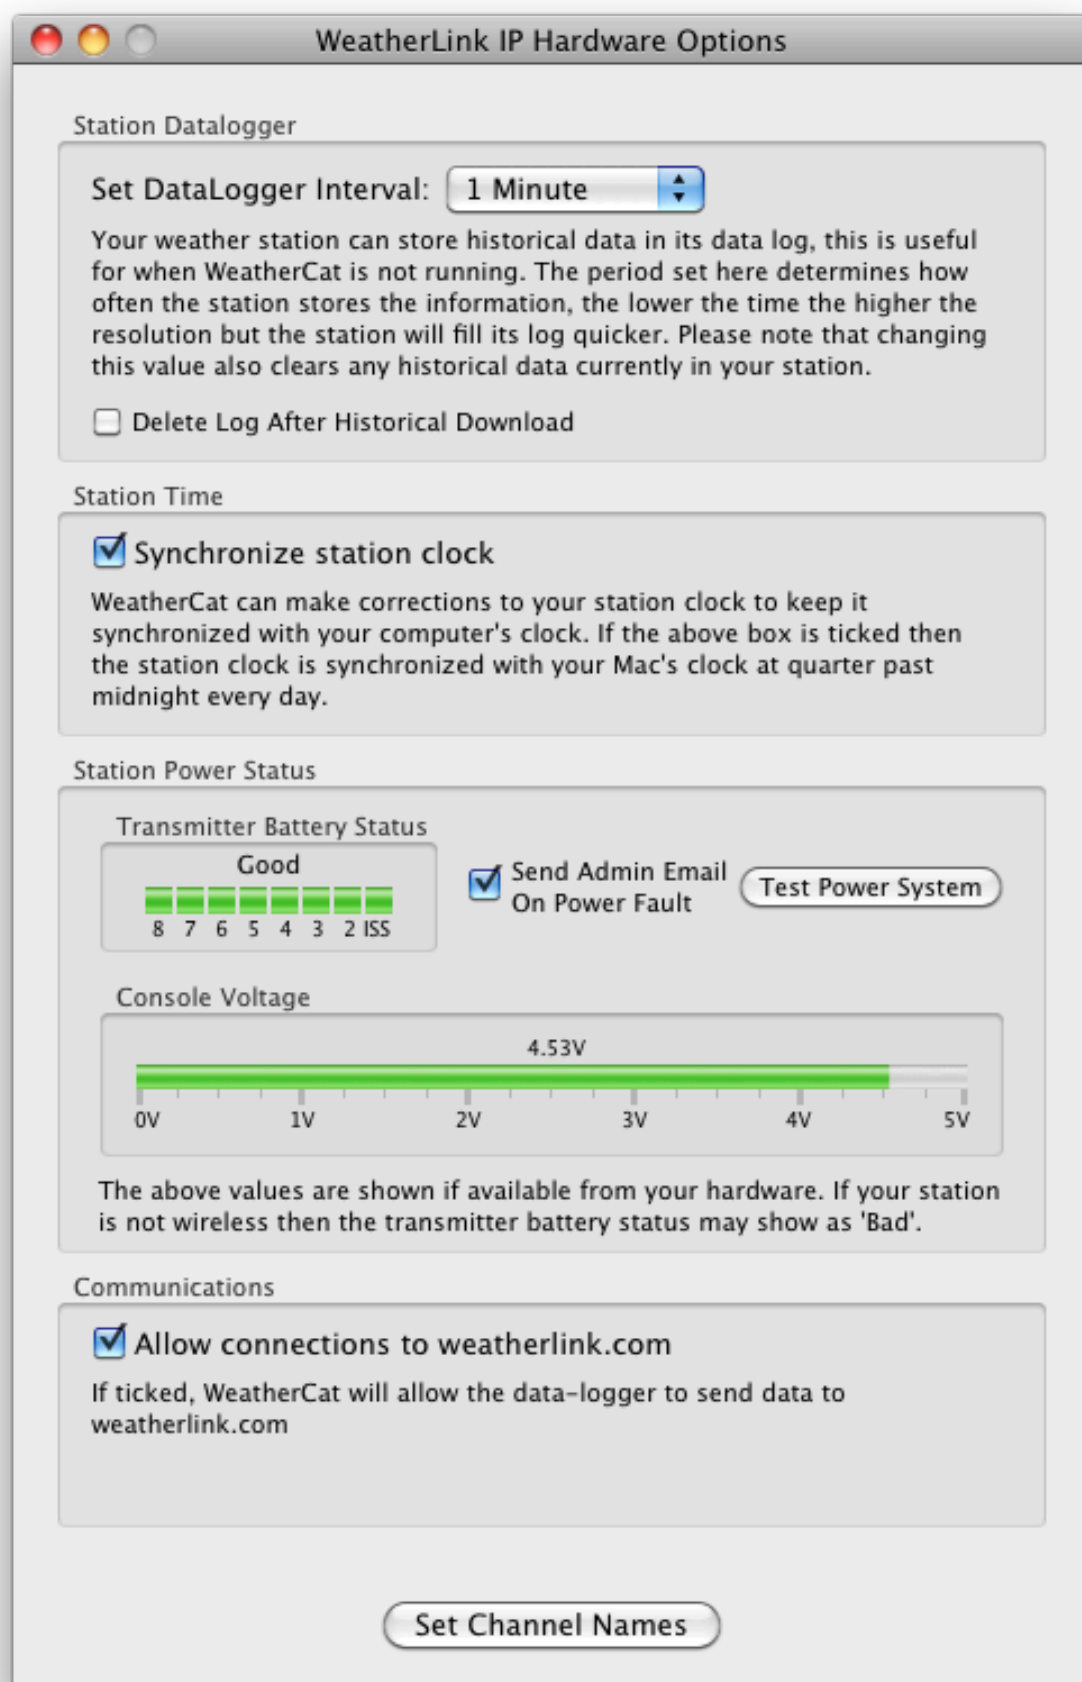 WeatherLink IP Hardware Options
Station Datalogger
Set DataLogger Interval: 1 Minute
Your weather station can store historical data in its data log, this is useful
for when WeatherCat is not running. The period set here determines how
often the station stores the information, the lower the time the higher the
resolution but the station will fill its log quicker. Please note that changing
this value also clears any historical data currently in your station.
Delete Log After Historical Download
Station Time
Synchronize station clock
WeatherCat can make corrections to your station clock to keep it
synchronized with your computer's clock. If the above box is ticked then
the station clock is synchronized with your Mac's clock at quarter past
midnight every day.
Station Power Status
Transmitter Battery Status
Good
8 7 6 5 4 3 2 ISS
Send Admin Email
On Power Fault
Test Power System
Console Voltage
4.53V
0V 1V 2V 3V 4V 5V
The above values are shown if available from your hardware. If your station
is not wireless then the transmitter battery status may show as 'Bad'.
Communications
Allow connections to weatherlink.com
If ticked, WeatherCat will allow the data-logger to send data to
weatherlink.com
Set Channel Names